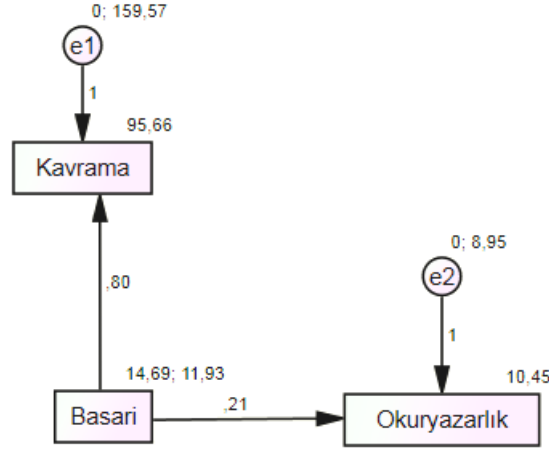 0; 159,57
e1
1
95,66
Kavrama
,80
0; 8,95
e2
1
14,69; 11,93
10,45
Basari
,21
Okuryazarlık